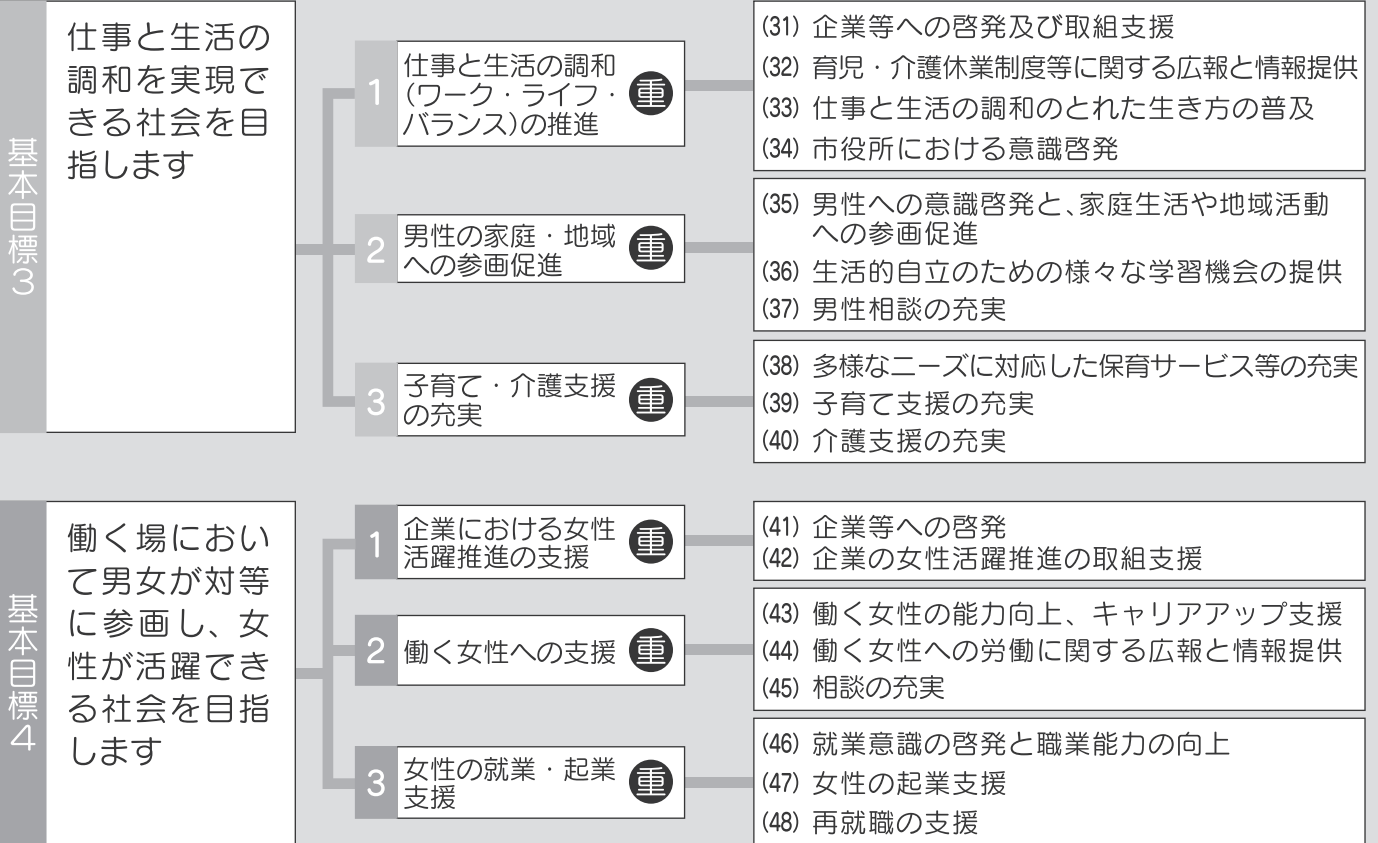 基本目標3
仕事と生活の
調和を実現で
きる社会を目
指します
1
仕事と生活の調和
(ワーク・ライフ・
バランス)の推進
重
(31) 企業等への啓発及び取組支援
(32) 育児・介護休業制度等に関する広報と情報提供
(33) 仕事と生活の調和のとれた生き方の普及
(34) 市役所における意識啓発
2
男性の家庭・地域
への参画促進
重
(35) 男性への意識啓発と、家庭生活や地域活動
への参画促進
(36) 生活的自立のための様々な学習機会の提供
(37) 男性相談の充実
3
子育て・介護支援
の充実
重
(38) 多様なニーズに対応した保育サービス等の充実
(39) 子育て支援の充実
(40) 介護支援の充実
基本目標4
働く場におい
て男女が対等
に参画し、女
性が活躍でき
る社会を目指
します
1
企業における女性
活躍推進の支援
重
(41) 企業等への啓発
(42) 企業の女性活躍推進の取組支援
2
働く女性への支援
重
(43) 働く女性の能力向上、キャリアアップ支援
(44) 働く女性への労働に関する広報と情報提供
(45) 相談の充実
3
女性の就業・起業
支援
重
(46) 就業意識の啓発と職業能力の向上
(47) 女性の起業支援
(48) 再就職の支援